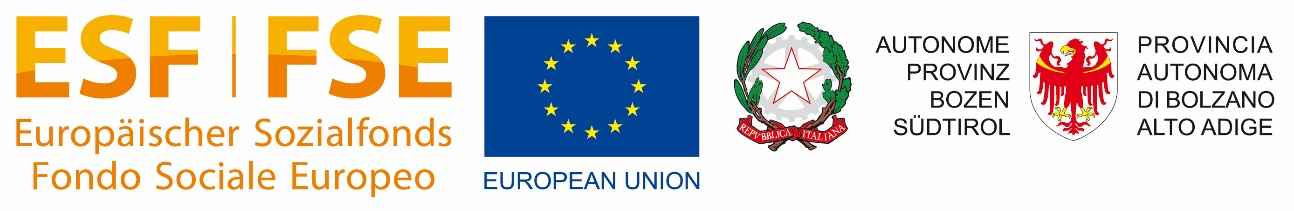 ESF | FSE
Europäischer Sozialfonds
Fondo Sociale Europeo
EUROPEAN UNION
REPVBBLICA ITALIANA
AUTONOME
PROVINZ
BOZEN
SÜDTIROL
PROVINCIA
AUTONOMA
DI BOLZANO
ALTO ADIGE